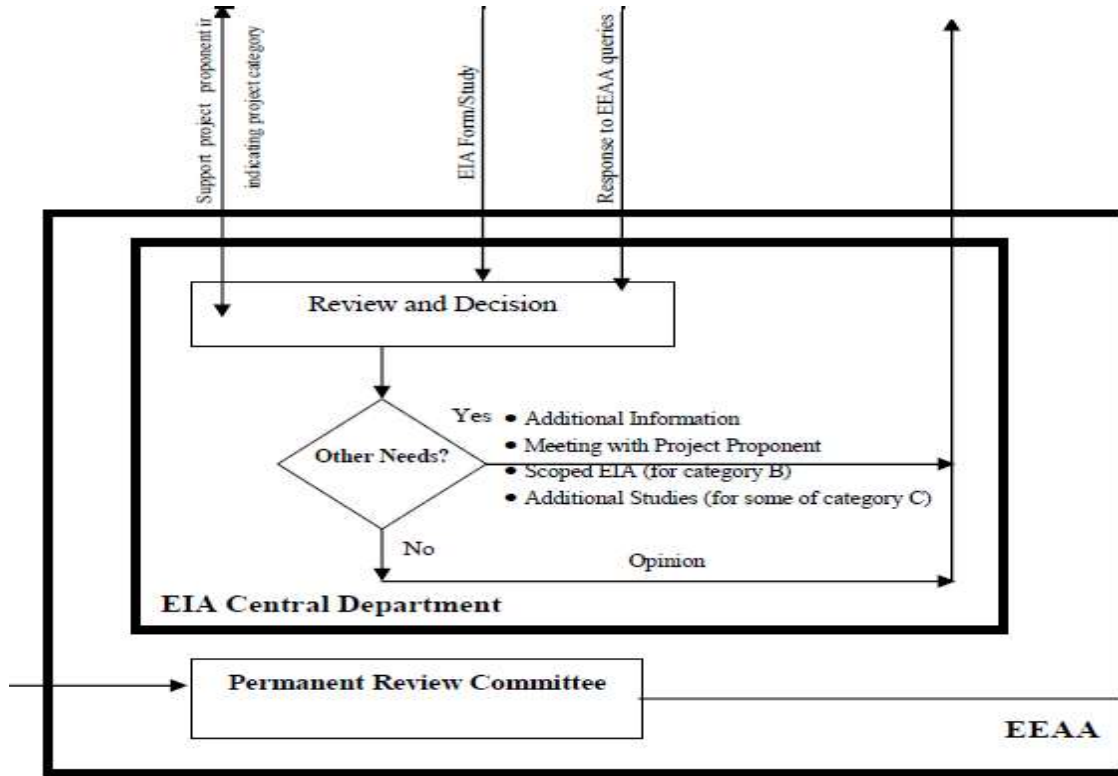 Support project proponent ir
indicating project category
EIA Form/Study
Response to EEAA queries
Review and Decision
Other Needs?
Yes
• Additional Information
• Meeting with Project Proponent
• Scoped EIA (for category B)
• Additional Studies (for some of category C)
No
Opinion
EIA Central Department
Permanent Review Committee
EEAA